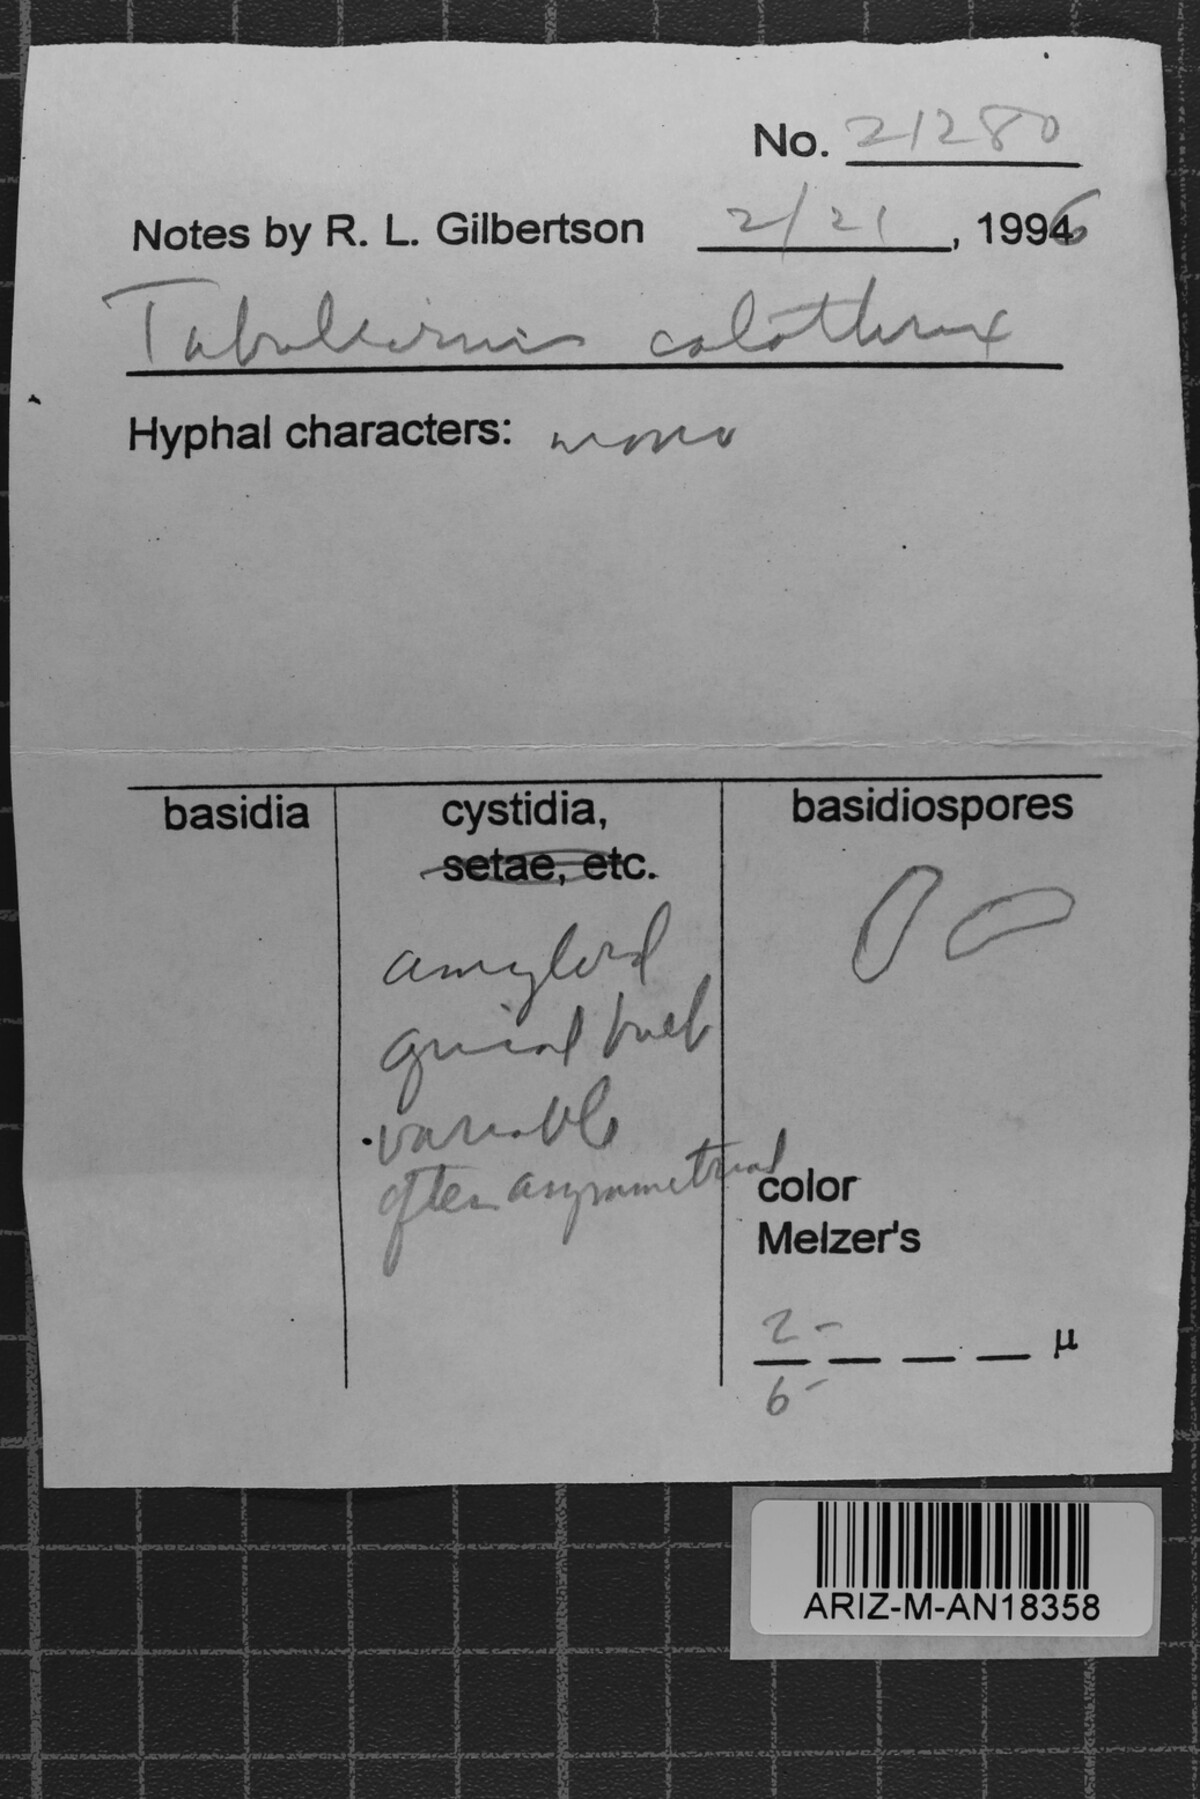 No. 21280
Notes by R. L. Gilbertson 2/21, 1996
Tubulicrinis calothrix
Hyphal characters: mono
basidia
cystidia,
setae, etc.
basidiospores
amyloid
variable
often asymmetrical
color
Melzer's
2-
µ
6-
ARIZ-M-AN18358